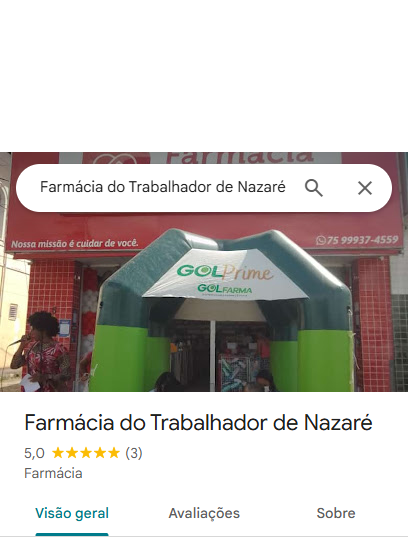 Farmácia
Farmácia do Trabalhador de Nazaré
Nossa missão é cuidar de você.
75 99937-4559
GOLPrime
GOLFARMA
Farmácia do Trabalhador de Nazaré
5,0 ★★★★★ (3)
Farmácia
Visão geral Avaliações Sobre